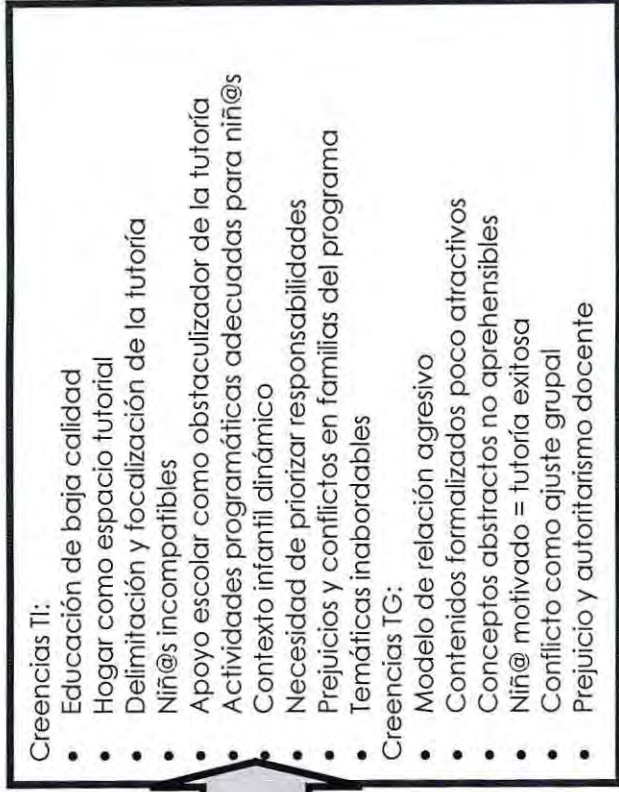 Creencias TI:
• Educación de baja calidad
• Hogar como espacio tutorial
• Delimitación y focalización de la tutoría
• Niñ@s incompatibles
• Apoyo escolar como obstaculizador de la tutoría
• Actividades programáticas adecuadas para niñ@s
• Contexto infantil dinámico
• Necesidad de priorizar responsabilidades
• Prejuicios y conflictos en familias del programa
• Temáticas inabordables
Creencias TG:
• Modelo de relación agresivo
• Contenidos formalizados poco atractivos
• Conceptos abstractos no aprehensibles
• Niñ@ motivado = tutoría exitosa
• Conflicto como ajuste grupal
• Prejuicio y autoritarismo docente